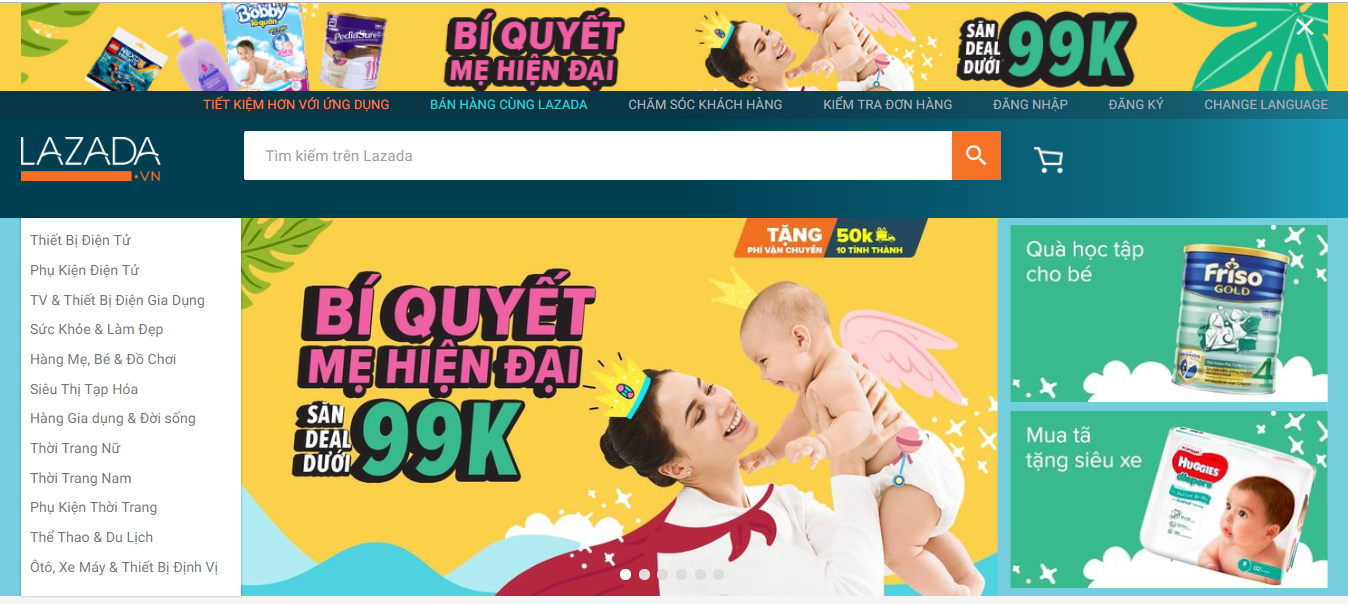 Bobby
PediaSure
BÍ QUYẾT
MẸ HIỆN ĐẠI
SĂN
DEAL
DƯỚI
99K
TIẾT KIỆM HƠN VỚI ỨNG DỤNG
BÁN HÀNG CÙNG LAZADA
CHĂM SÓC KHÁCH HÀNG
KIỂM TRA ĐƠN HÀNG
ĐĂNG NHẬP
ĐĂNG KÝ
CHANGE LANGUAGE
LAZADA
.VN
Tìm kiếm trên Lazada
Thiết Bị Điện Tử
Phụ Kiện Điện Tử
TV & Thiết Bị Điện Gia Dụng
Sức Khỏe & Làm Đẹp
Hàng Mẹ, Bé & Đồ Chơi
Siêu Thị Tạp Hóa
Hàng Gia dụng & Đời sống
Thời Trang Nữ
Thời Trang Nam
Phụ Kiện Thời Trang
Thể Thao & Du Lịch
Ôtô, Xe Máy & Thiết Bị Định Vị
TẶNG
PHÍ VẬN CHUYỂN
50k
10 TỈNH THÀNH
BÍ QUYẾT
MẸ HIỆN ĐẠI
SĂN
DEAL
DƯỚI
99K
Quà học tập
cho bé
Friso
GOLD
4
Mua tã
tặng siêu xe
HUGGIES